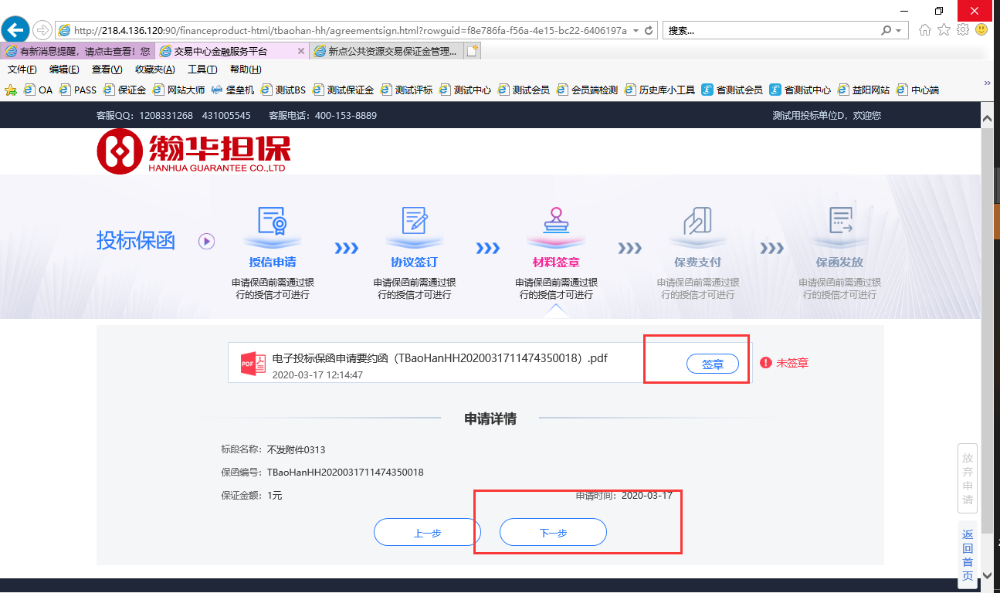 http://218.4.136.120:90/financeproduct-html/tbaohan-hh/agreementsign.html?rowguid=f8e786fa-f56a-4e15-bc22-6406197a
搜索...
有新消息提醒，请点击查看！您
交易中心金融服务平台
新点公共资源交易保证金管理...
文件(F) 编辑(E) 查看(V) 收藏夹(A) 工具(T) 帮助(H)
OA PASS 保证金 网站大师 堡垒机 测试BS 测试保证金 测试评标 测试中心 测试会员 会员端检测 历史库小工具 省测试会员 省测试中心 益阳网站 中心端
客服QQ：1208331268 431005545 客服电话：400-153-8889 测试用投标单位D，欢迎您
瀚华担保
HANHUA GUARANTEE CO.,LTD
投标保函
授信申请
申请保函前需通过银
行的授信才可进行
协议签订
申请保函前需通过银
行的授信才可进行
材料签章
申请保函前需通过银
行的授信才可进行
保费支付
申请保函前需通过银
行的授信才可进行
保函发放
申请保函前需通过银
行的授信才可进行
PDF
电子投标保函申请要约函（TBaoHanHH2020031711474350018）.pdf
2020-03-17 12:14:47
签章
未签章
申请详情
标段名称：不发附件0313
保函编号：TBaoHanHH2020031711474350018
保证金额：1元 申请时间：2020-03-17
上一步 下一步
放弃申请
返回首页